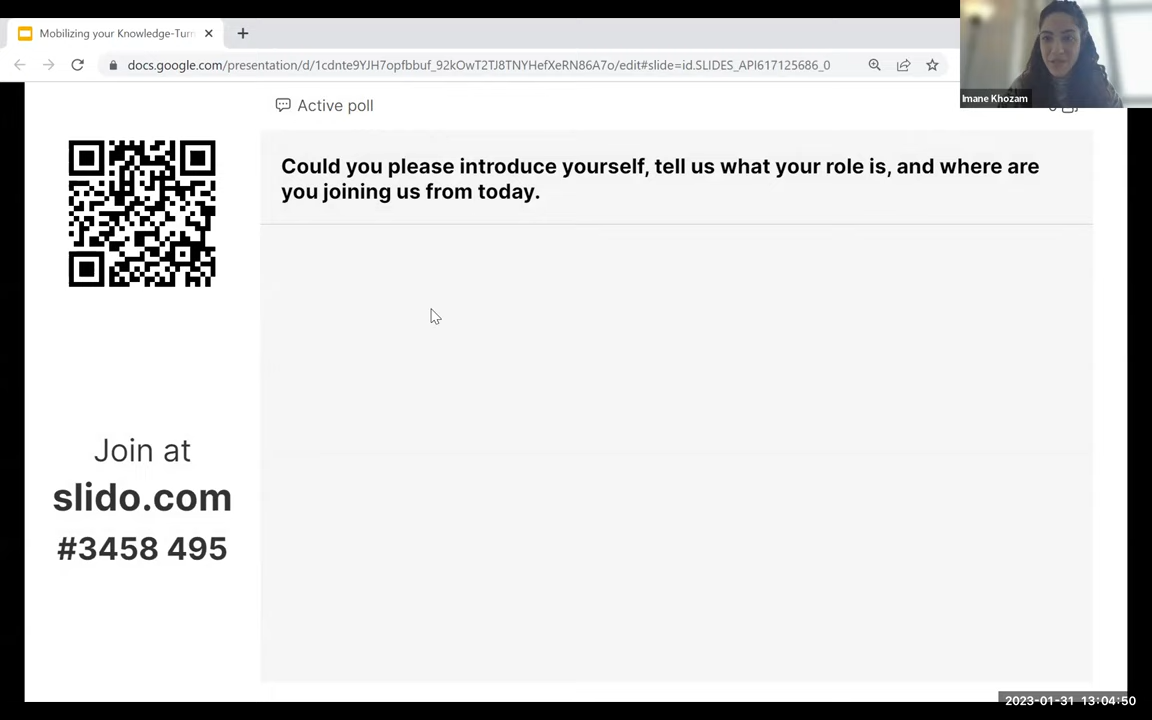 Mobilizing your Knowledge-Turn
docs.google.com/presentation/d/1cdnte9YJH7opfbbuf_92kOwT2TJ8TNYHefXeRN86A7o/edit#slide=id.SLIDES_API617125686_0
Imane Khozam
Active poll
Could you please introduce yourself, tell us what your role is, and where are
you joining us from today.
Join at
slido.com
#3458 495
2023-01-31 13:04:50